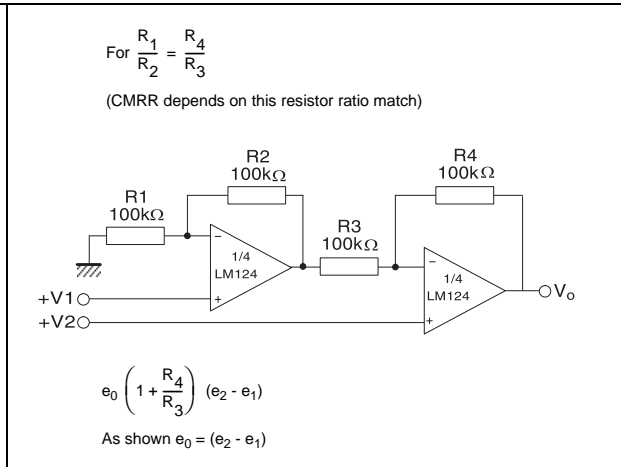 For R1/R2 = R4/R3
(CMRR depends on this resistor ratio match)
R2
100kΩ
R4
100kΩ
R1
100kΩ
R3
100kΩ
−
1/4
LM124
+
−
1/4
LM124
+
Vo
+V1
+V2
e0 (1 + R4/R3) (e2 - e1)
As shown e0 = (e2 - e1)